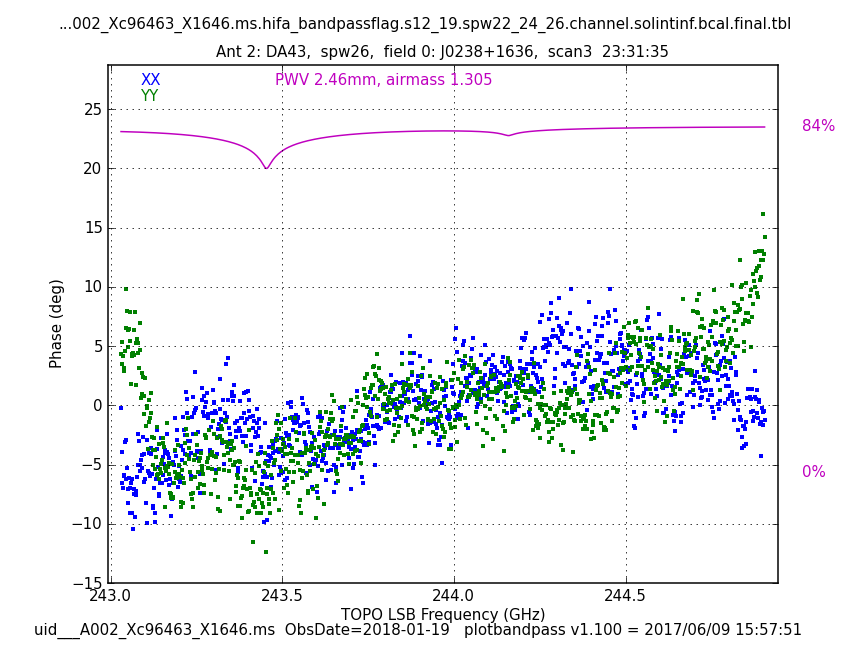 ...002_Xc96463_X1646.ms.hifa_bandpassflag.s12_19.spw22_24_26.channel.solintinf.bcal.final.tbl
Ant 2: DA43, spw26, field 0: J0238+1636, scan3 23:31:35
XX
PWV 2.46mm, airmass 1.305
YY
25
84%
20
15
10
Phase (deg)
5
0
−5
0%
−10
−15
243.0 243.5 244.0 244.5
TOPO LSB Frequency (GHz)
uid___A002_Xc96463_X1646.ms ObsDate=2018-01-19 plotbandpass v1.100 = 2017/06/09 15:57:51